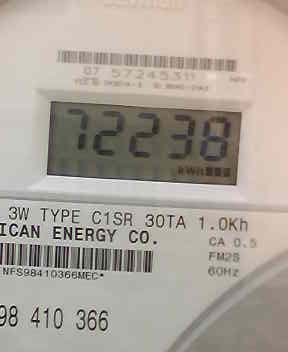 07 57245311
72238
kWh
3W TYPE C1SR 30TA 1.0Kh
ICAN ENERGY CO.
CA 0.5
FM2S
NFS98410366MEC*
60Hz
98 410 366